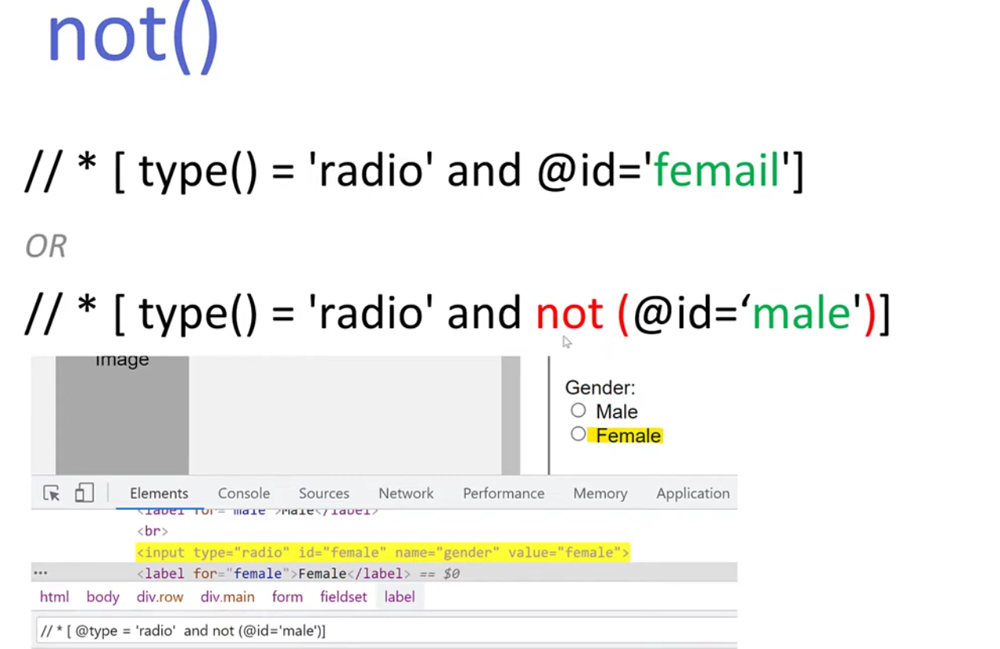 not()
// * [ type() = 'radio' and @id='femail']
OR
// * [ type() = 'radio' and not (@id=‘male')]
Image
Gender:
Male
Female
Elements Console Sources Network Performance Memory Application
<label for="male">Male</label>
<br>
<input type="radio" id="female" name="gender" value="female">
... <label for="female">Female</label> == $0
html body div.row div.main form fieldset label
// * [ @type = 'radio'  and not (@id='male')]